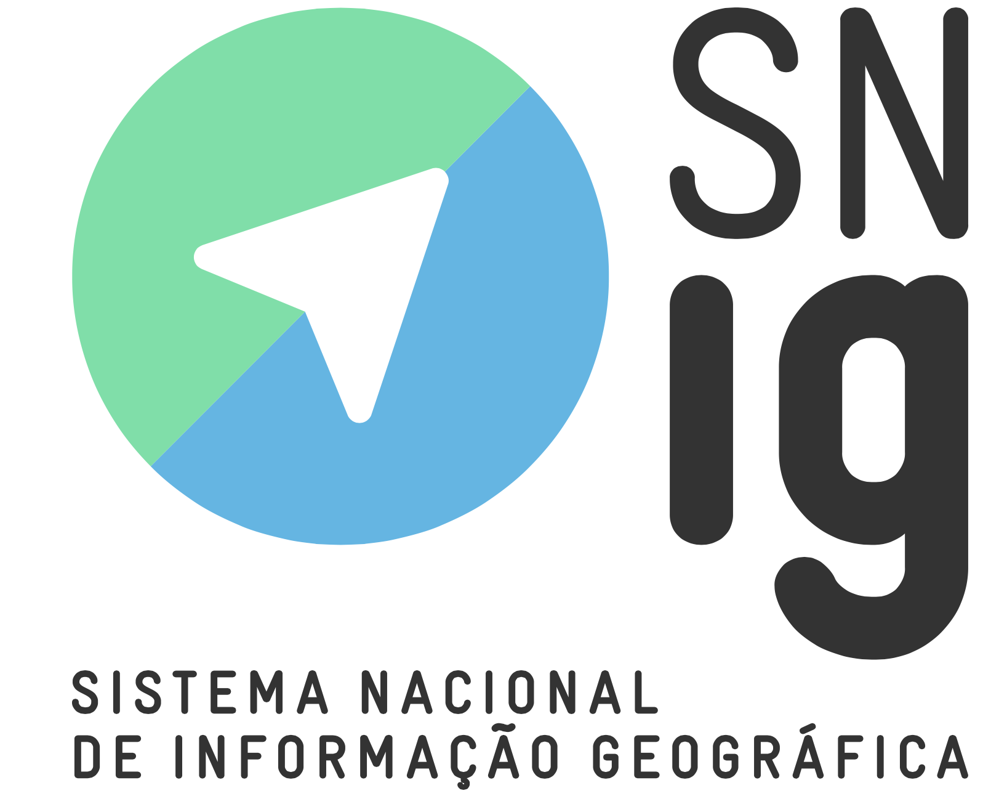 SN
ig
SISTEMA NACIONAL
DE INFORMAÇÃO GEOGRÁFICA